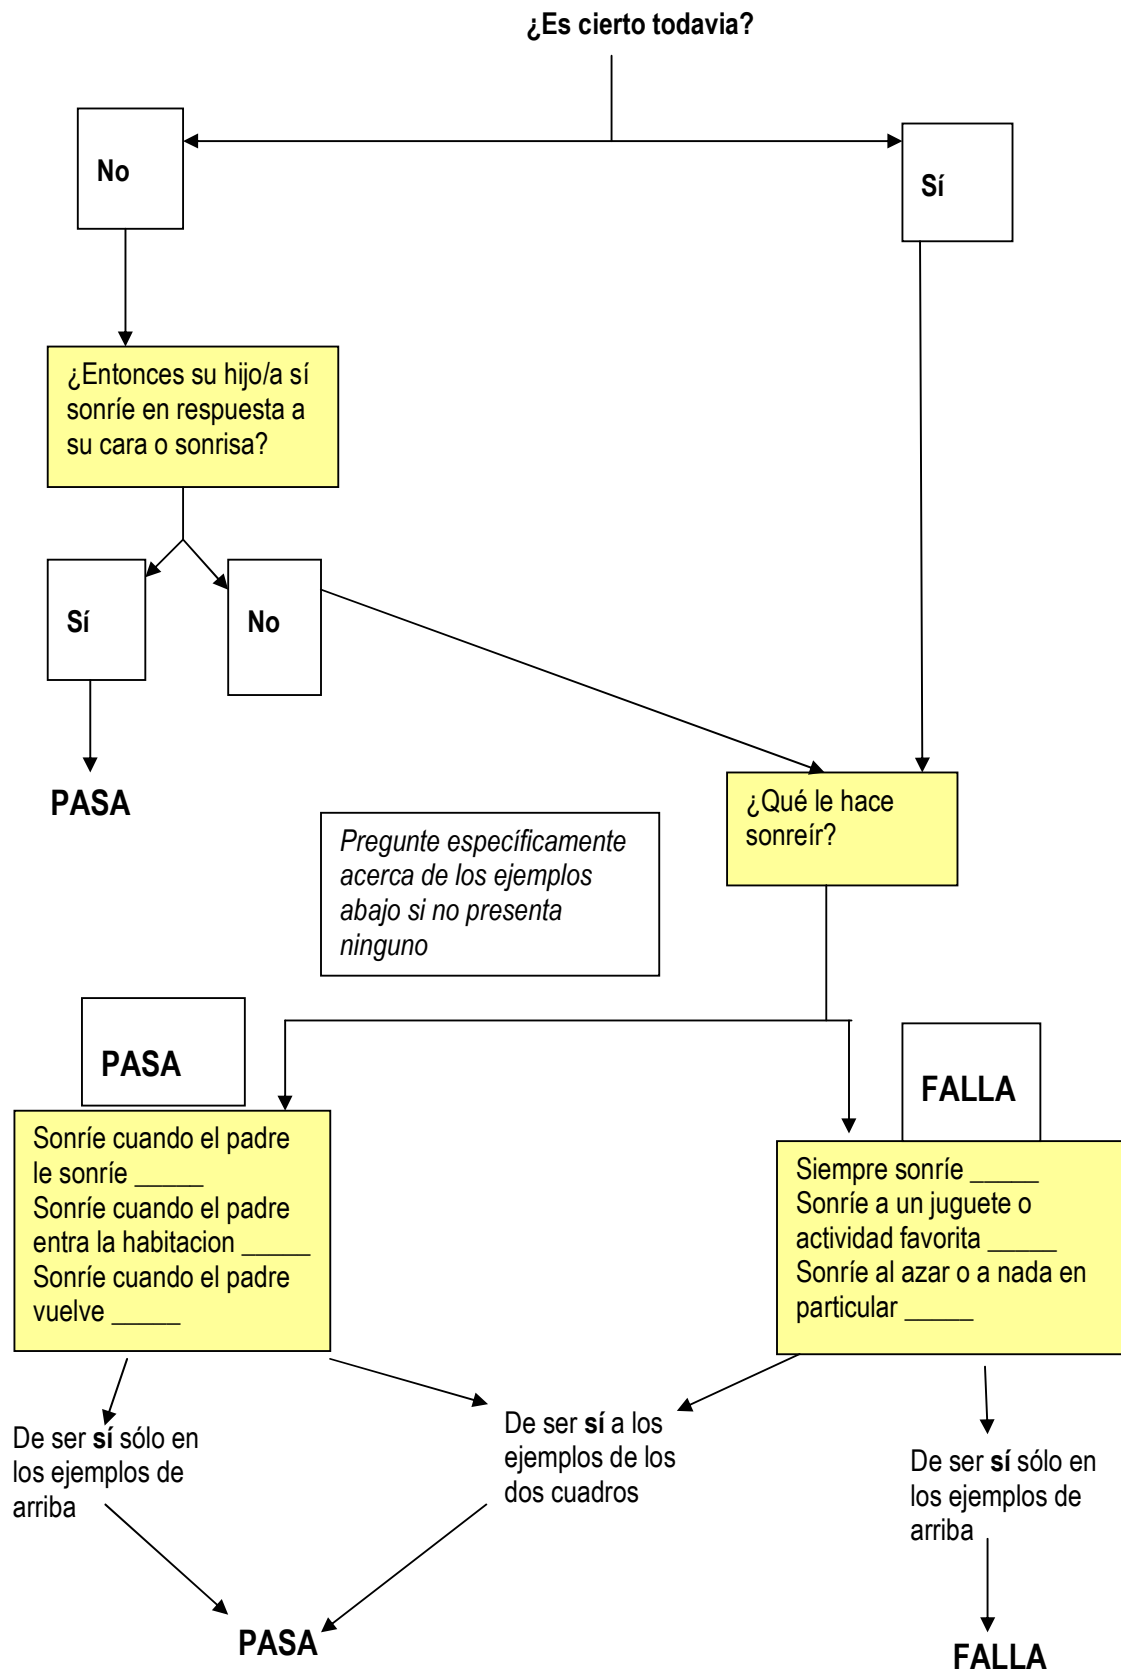 ¿Es cierto todavia?
No
Sí
¿Entonces su hijo/a sí
sonríe en respuesta a
su cara o sonrisa?
Sí
No
PASA
¿Qué le hace
sonreír?
Pregunte específicamente
acerca de los ejemplos
abajo si no presenta
ninguno
PASA
FALLA
Sonríe cuando el padre
le sonríe _____
Sonríe cuando el padre
entra la habitacion _____
Sonríe cuando el padre
vuelve _____
Siempre sonríe _____
Sonríe a un juguete o
actividad favorita _____
Sonríe al azar o a nada en
particular _____
De ser sí sólo en
los ejemplos de
arriba
De ser sí a los
ejemplos de los
dos cuadros
De ser sí sólo en
los ejemplos de
arriba
PASA
FALLA